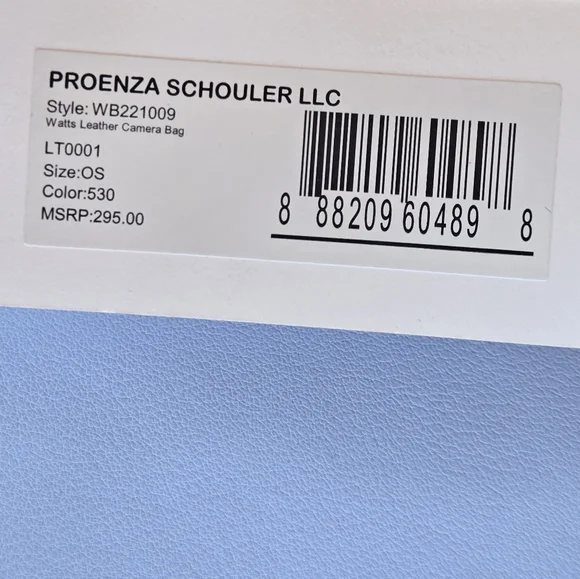 PROENZA SCHOULER LLC
Style: WB221009
Watts Leather Camera Bag
LT0001
Size:OS
Color:530
MSRP:295.00
8 88209 60489 8